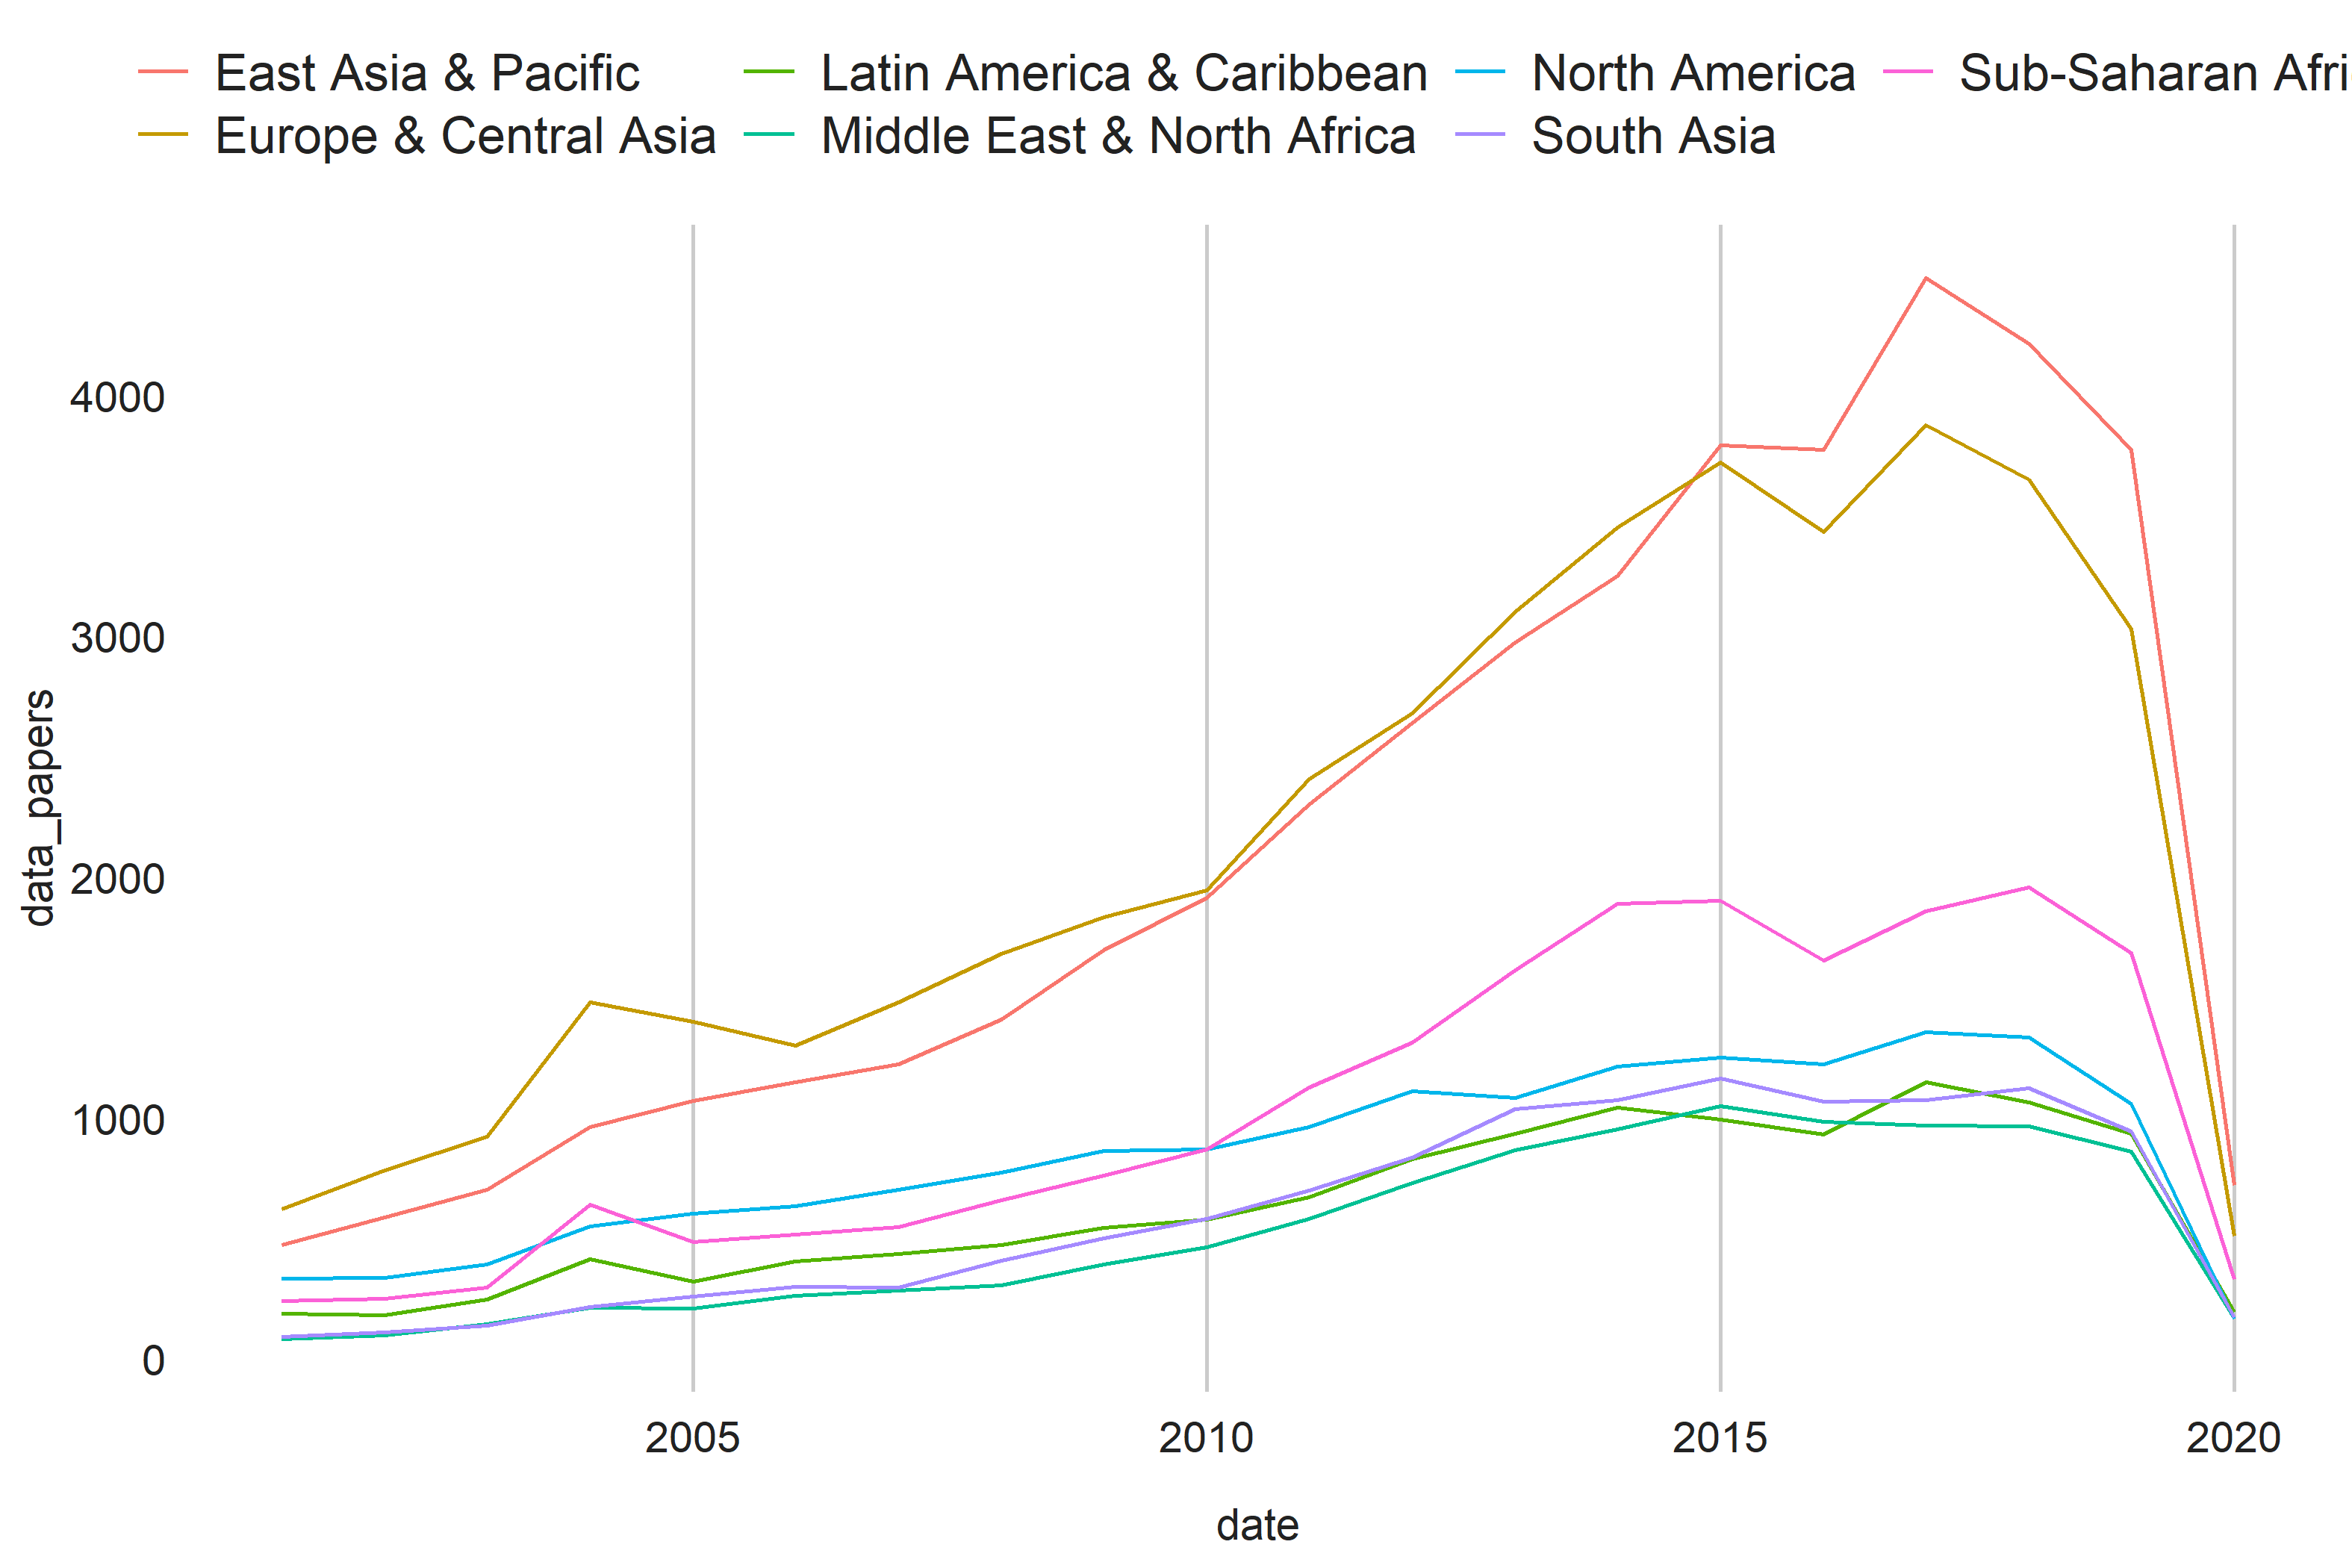 East Asia & Pacific Latin America & Caribbean North America Sub-Saharan Afri
Europe & Central Asia Middle East & North Africa South Asia
4000
3000
2000
1000
0
data_papers
2005 2010 2015 2020
date